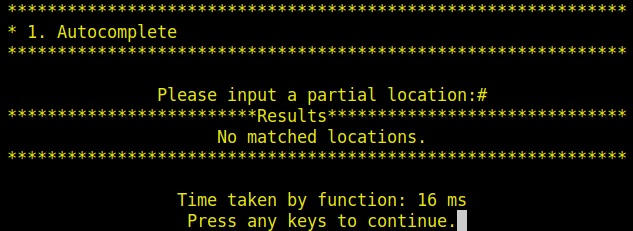 **************************************************************
* 1. Autocomplete
**************************************************************
Please input a partial location:#
*************************Results******************************
No matched locations.
**************************************************************
Time taken by function: 16 ms
Press any keys to continue.